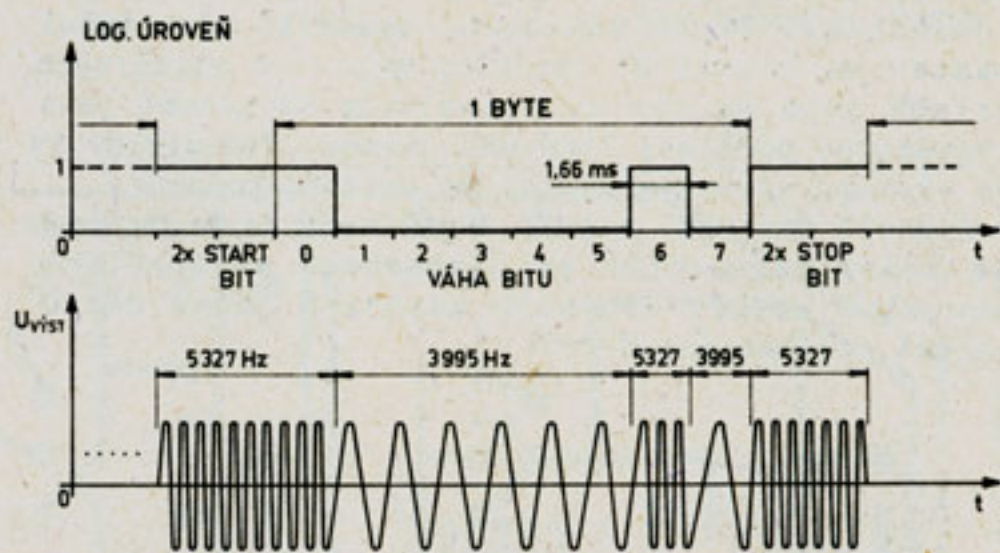 LOG. ÚROVEŇ
1 BYTE
1
1,66 ms
0
2x START BIT
0 1 2 3 4 5 6 7
2x STOP BIT
t
VÁHA BITU
UVÝST
5327 Hz
3995 Hz
5327
3995
5327
.....
0
t